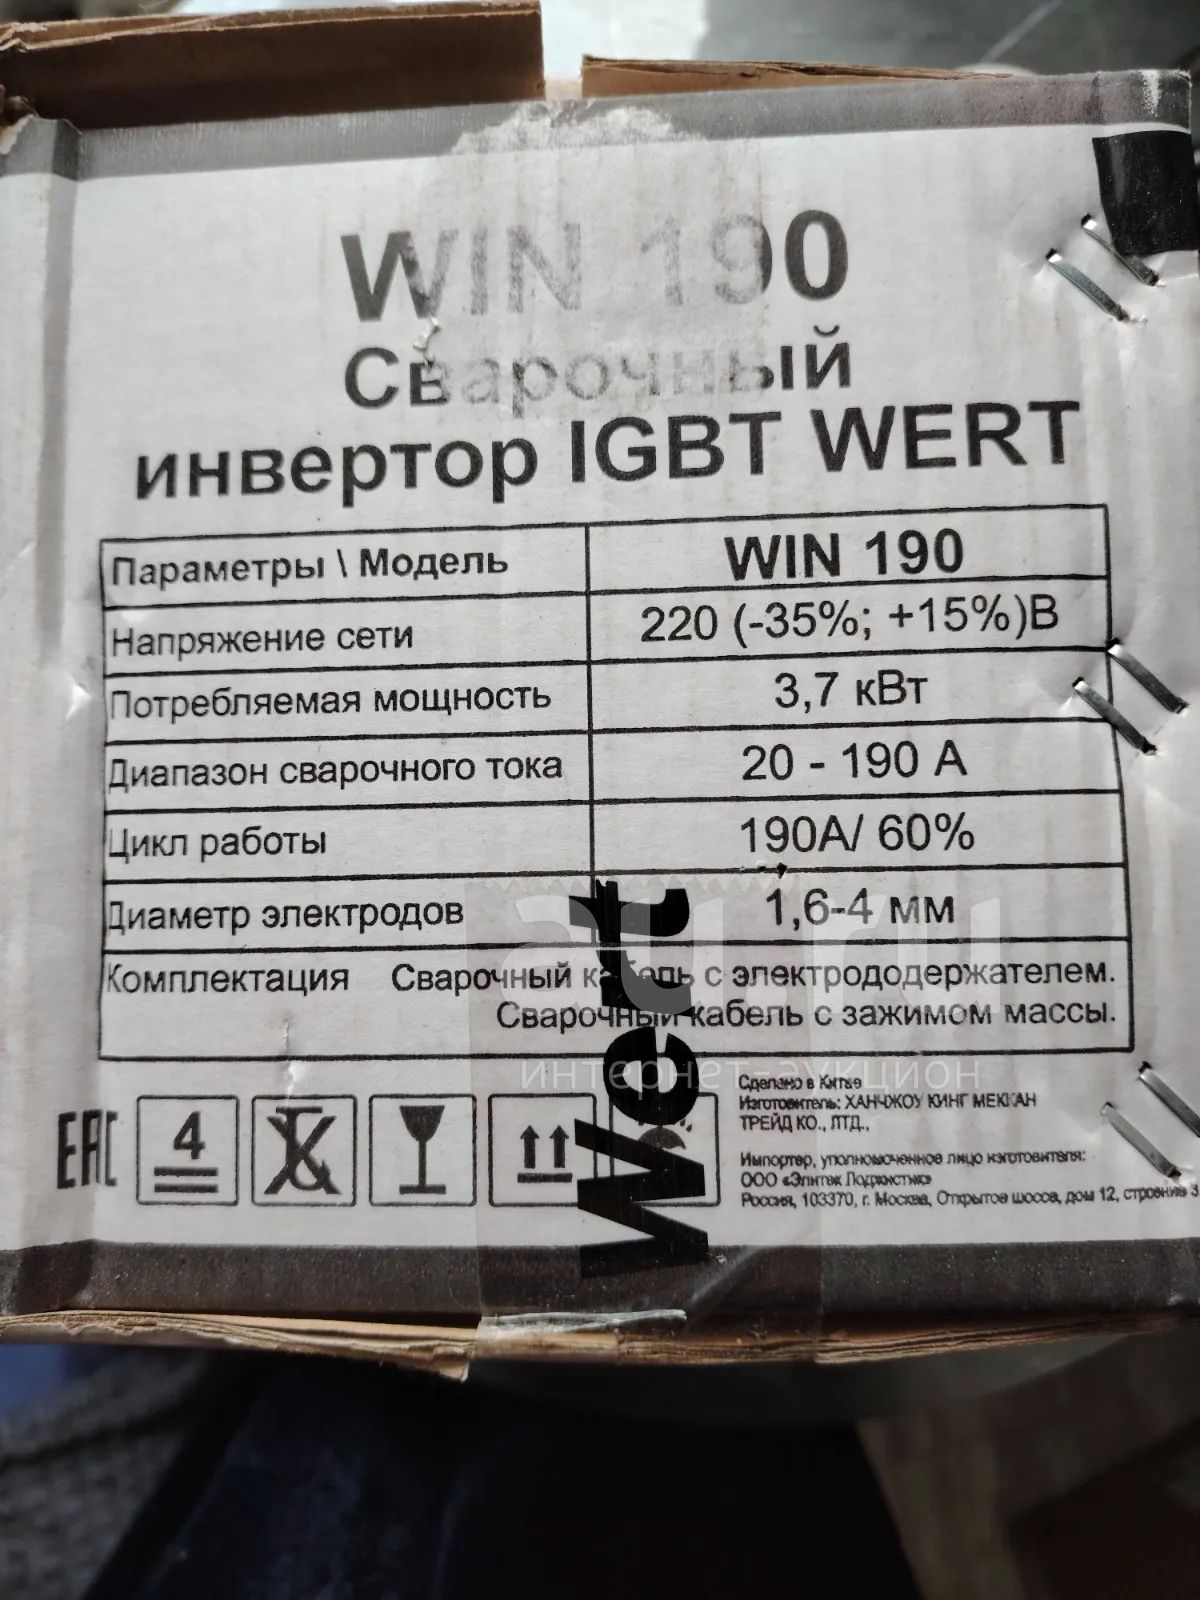 WIN 190
Сварочный
инвертор IGBT WERT
Параметры \ Модель WIN 190
Напряжение сети 220 (-35%; +15%)В
Потребляемая мощность 3,7 кВт
Диапазон сварочного тока 20 - 190 А
Цикл работы 190А/ 60%
Диаметр электродов 1,6-4 мм
Комплектация Сварочный кабель с электрододержателем.
Сварочный кабель с зажимом массы.
Wert
au.ru
интернет-аукцион
EAC
4
Сделано в Китае
Изготовитель: ХАНЧЖОУ КИНГ МЕККАН
ТРЕЙД КО., ЛТД.,
Импортер, уполномоченное лицо изготовителя:
ООО «Элитек Лоджистик»
Россия, 103370, г. Москва, Открытое шоссе, дом 12, строение 3